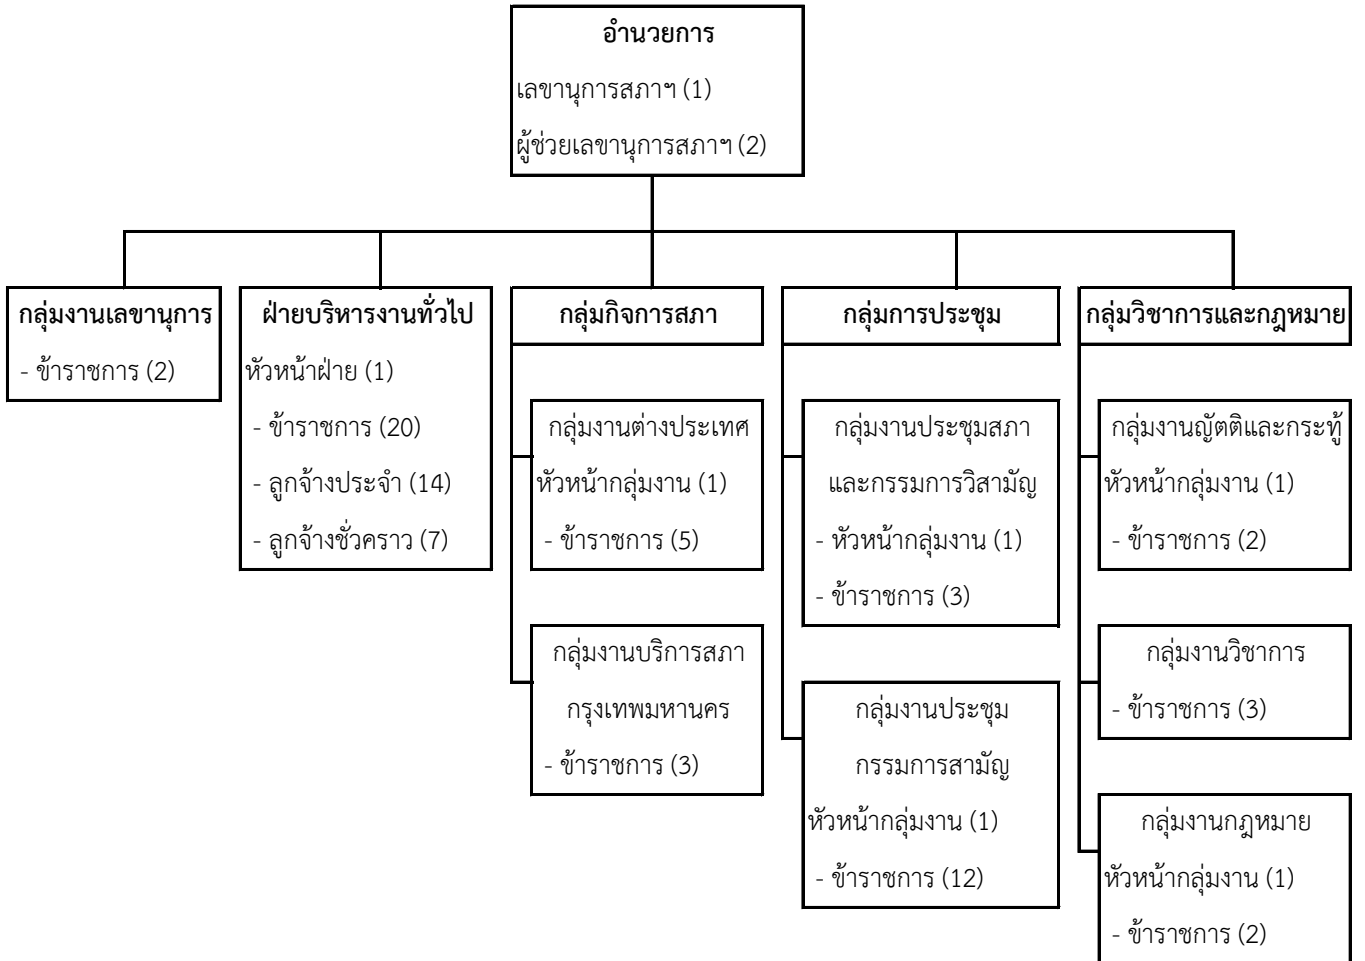 อำนวยการ
เลขานุการสภาฯ (1)
ผู้ช่วยเลขานุการสภาฯ (2)
กลุ่มงานเลขานุการ
- ข้าราชการ (2)
ฝ่ายบริหารงานทั่วไป
หัวหน้าฝ่าย (1)
- ข้าราชการ (20)
- ลูกจ้างประจำ (14)
- ลูกจ้างชั่วคราว (7)
กลุ่มกิจการสภา
กลุ่มงานต่างประเทศ
หัวหน้ากลุ่มงาน (1)
- ข้าราชการ (5)
กลุ่มงานบริการสภา
กรุงเทพมหานคร
- ข้าราชการ (3)
กลุ่มการประชุม
กลุ่มงานประชุมสภา
และกรรมการวิสามัญ
- หัวหน้ากลุ่มงาน (1)
- ข้าราชการ (3)
กลุ่มงานประชุม
กรรมการสามัญ
หัวหน้ากลุ่มงาน (1)
- ข้าราชการ (12)
กลุ่มวิชาการและกฎหมาย
กลุ่มงานญัตติและกระทู้
หัวหน้ากลุ่มงาน (1)
- ข้าราชการ (2)
กลุ่มงานวิชาการ
- ข้าราชการ (3)
กลุ่มงานกฎหมาย
หัวหน้ากลุ่มงาน (1)
- ข้าราชการ (2)